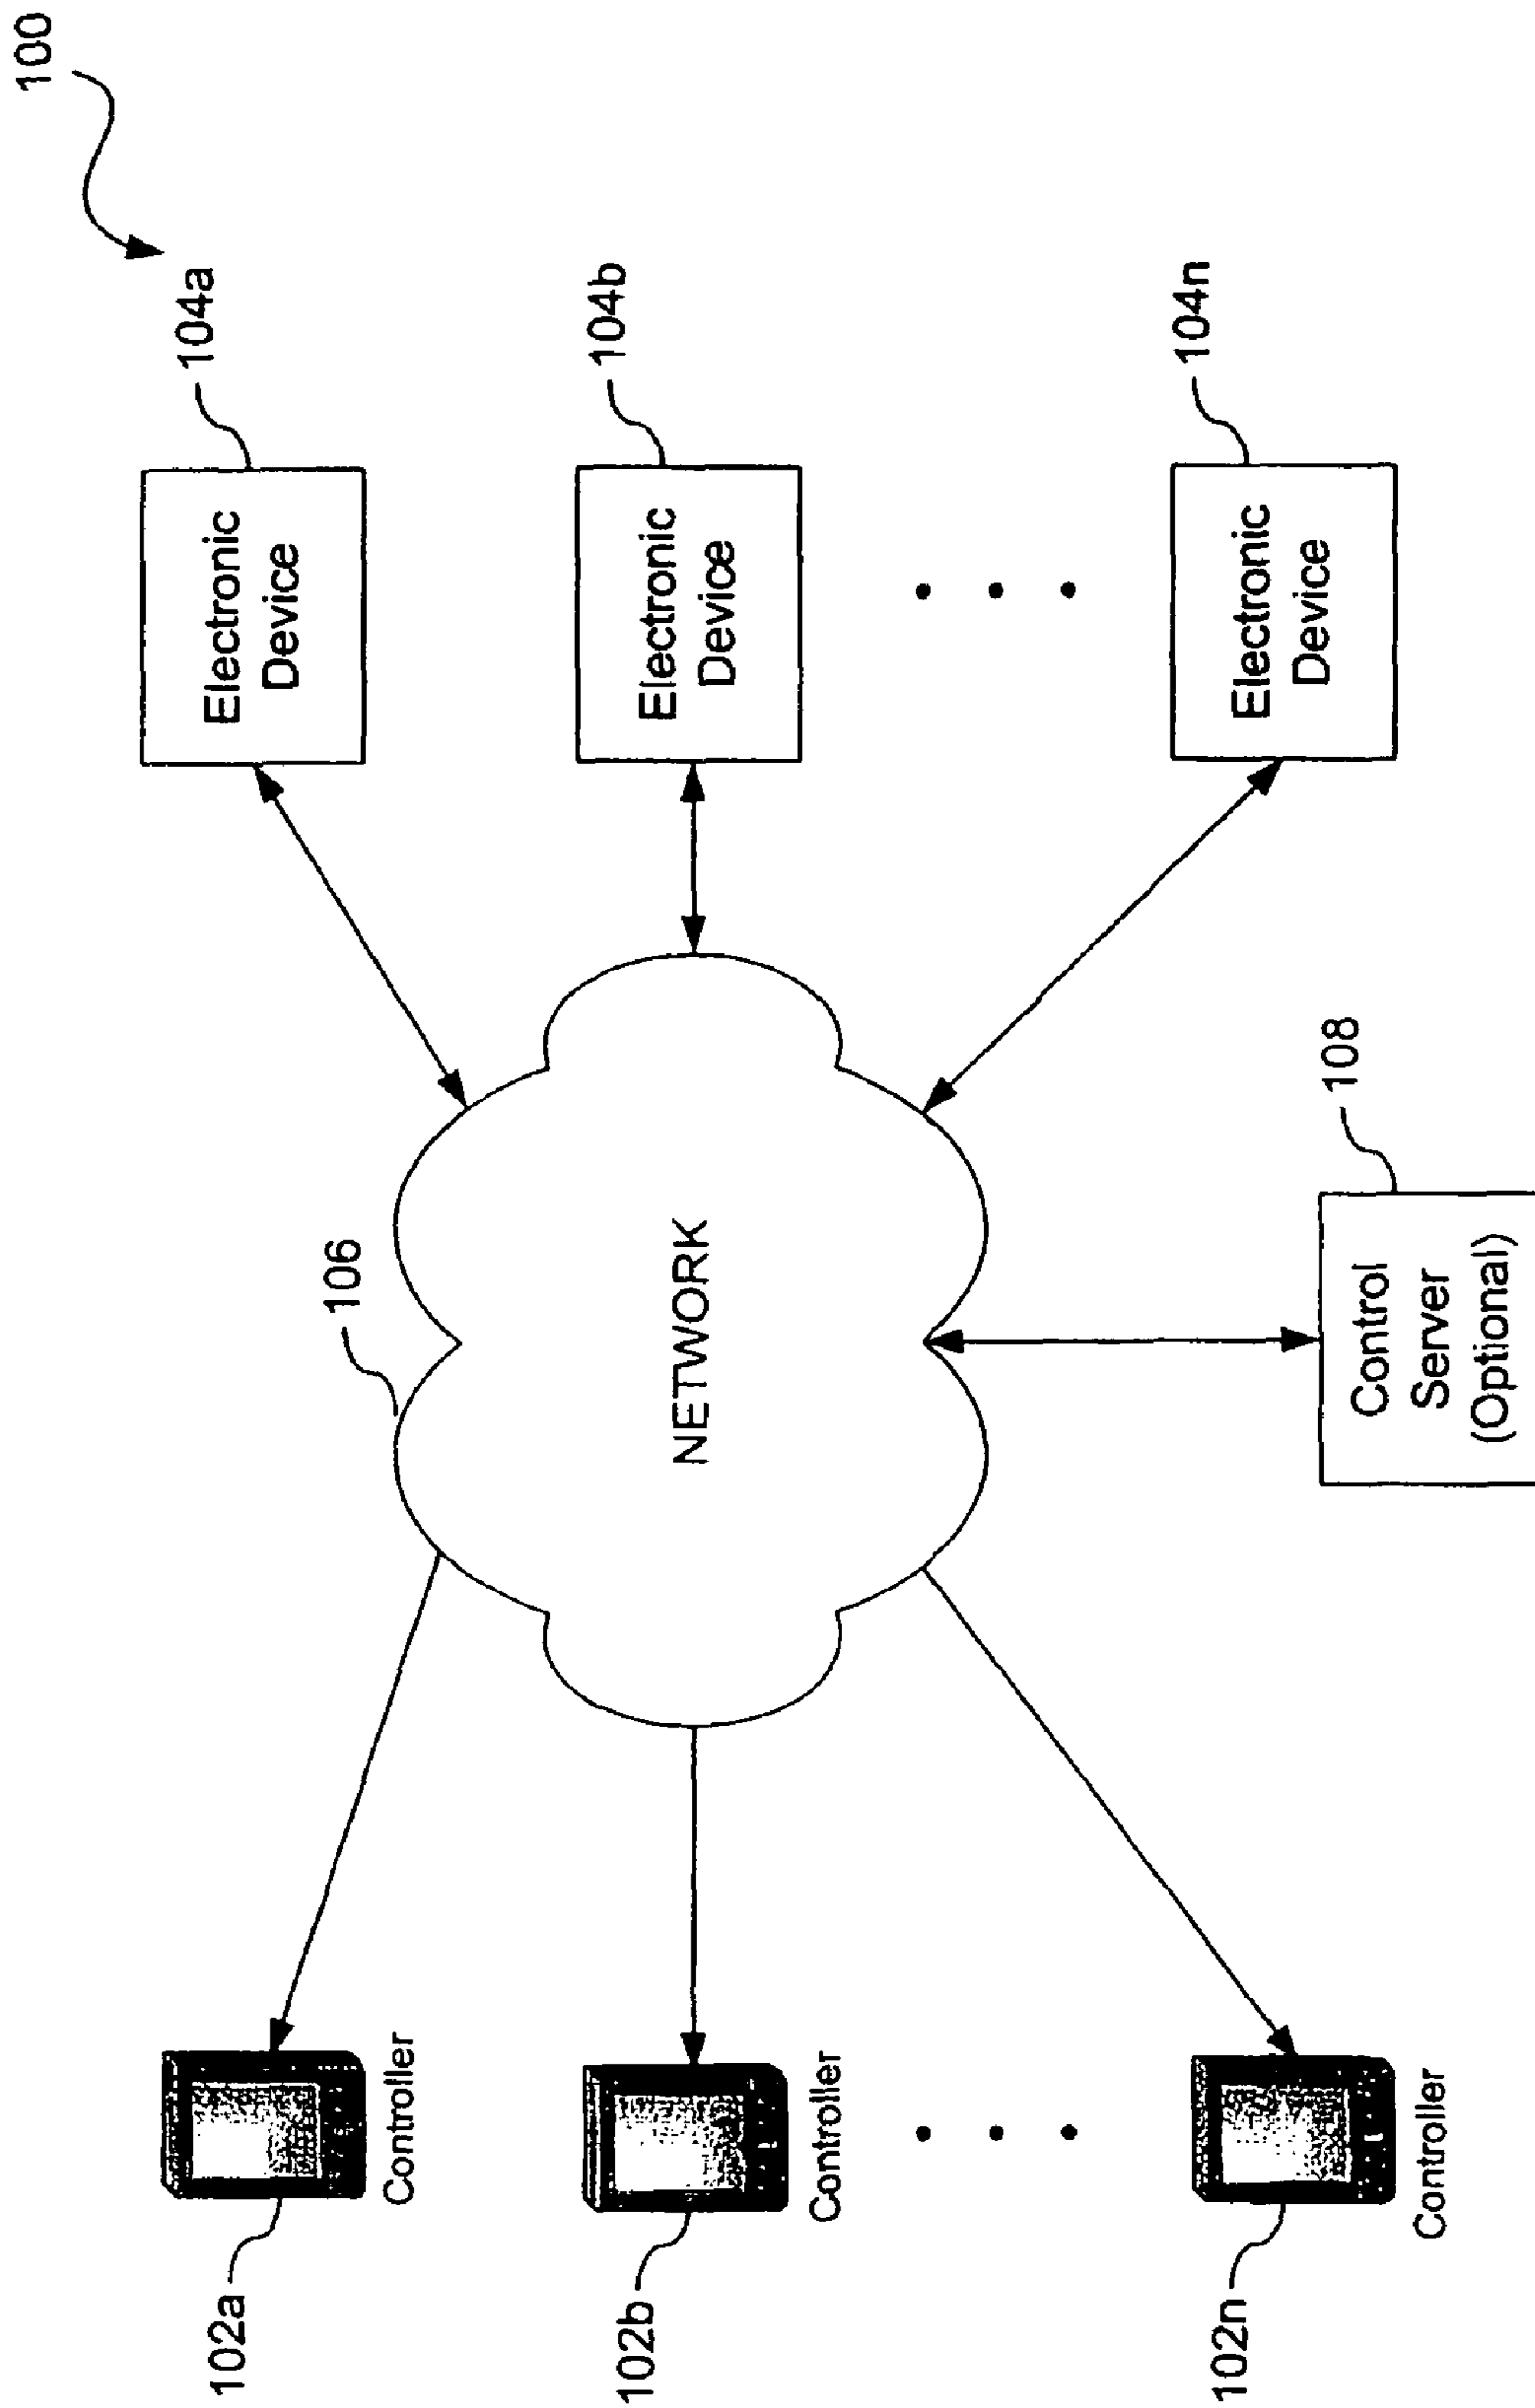 100
104a
Electronic
Device
104b
Electronic
Device
104n
Electronic
Device
106
NETWORK
108
Control
Server
(Optional)
102a
Controller
102b
Controller
102n
Controller